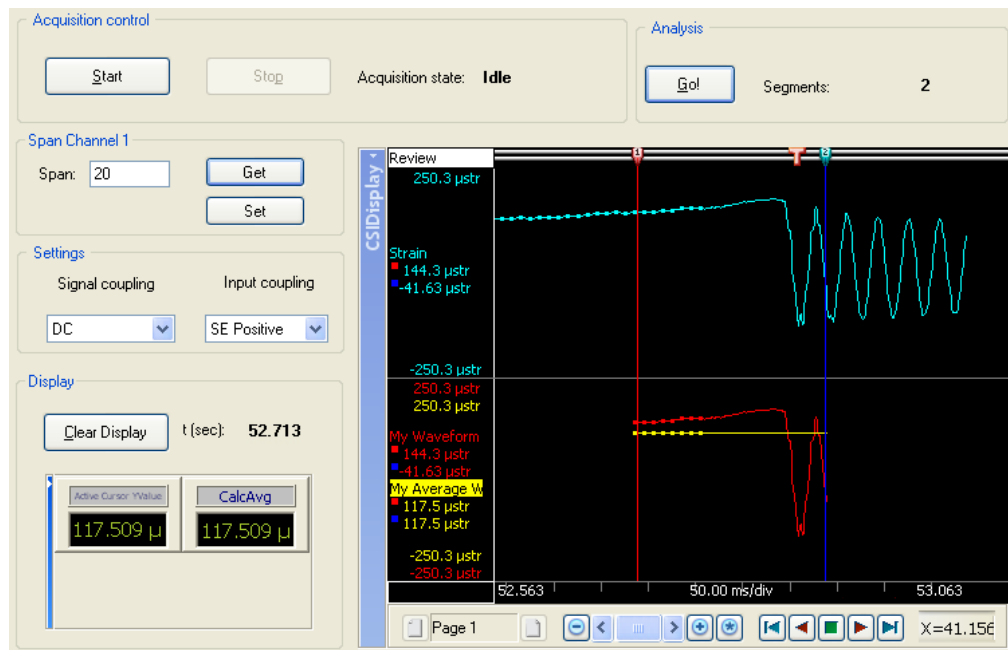 Acquisition control
Start
Stop
Acquisition state: Idle
Analysis
Go!
Segments: 2
Span Channel 1
Span: 20
Get
Set
Settings
Signal coupling
Input coupling
DC
SE Positive
Display
Clear Display
t (sec): 52.713
Active Cursor YValue
CalcAvg
117.509 µ
117.509 µ
CSIDisplay
Review
1
T
2
250.3 µstr
Strain
144.3 µstr
-41.63 µstr
-250.3 µstr
250.3 µstr
250.3 µstr
My Waveform
144.3 µstr
-41.63 µstr
My Average W
117.5 µstr
117.5 µstr
-250.3 µstr
-250.3 µstr
52.563 50.00 ms/div 53.063
Page 1
X=41.156